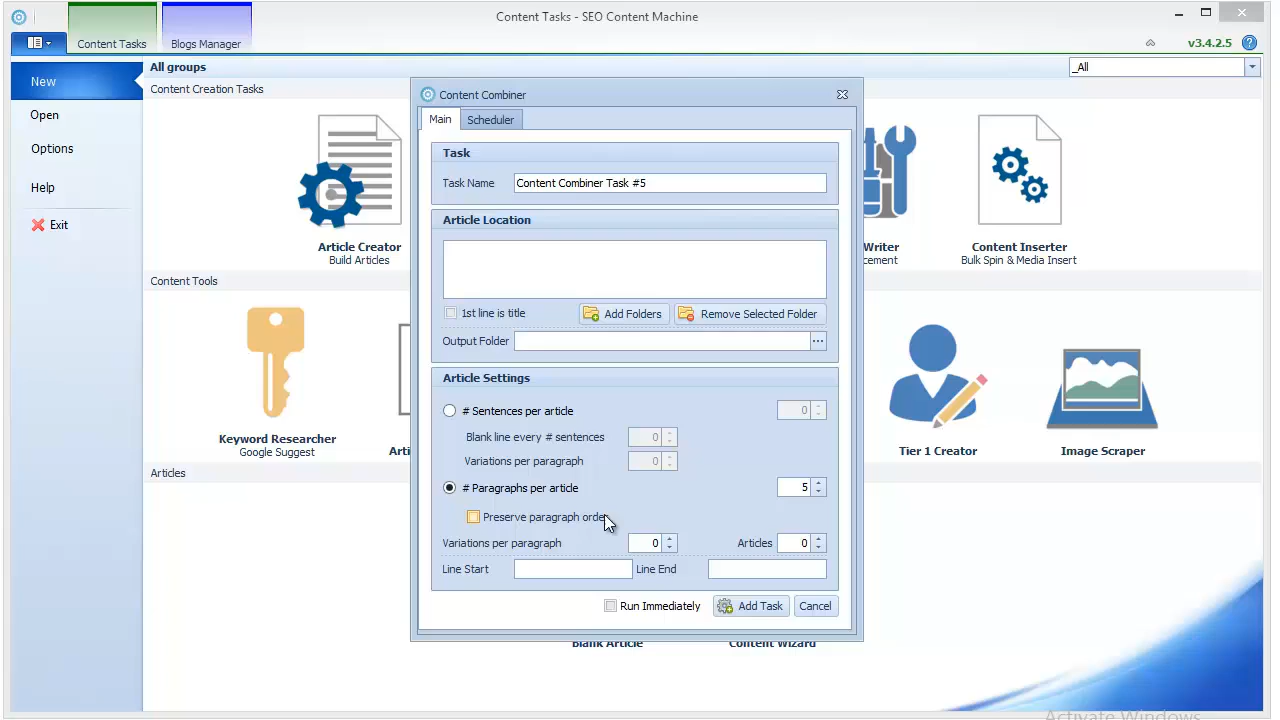 Content Tasks - SEO Content Machine
Content Tasks
Blogs Manager
v3.4.2.5
New
Open
Options
Help
Exit
All groups
_All
Content Creation Tasks
Article Creator
Build Articles
Writer
cement
Content Inserter
Bulk Spin & Media Insert
Content Tools
Keyword Researcher
Google Suggest
Arti
Tier 1 Creator
Image Scraper
Articles
Blank Article
Content Wizard
Content Combiner
Main
Scheduler
Task
Task Name
Content Combiner Task #5
Article Location
1st line is title
Add Folders
Remove Selected Folder
Output Folder
...
Article Settings
# Sentences per article
0
Blank line every # sentences
0
Variations per paragraph
0
# Paragraphs per article
5
Preserve paragraph order
Variations per paragraph
0
Articles
0
Line Start
Line End
Run Immediately
Add Task
Cancel
Activate Windows